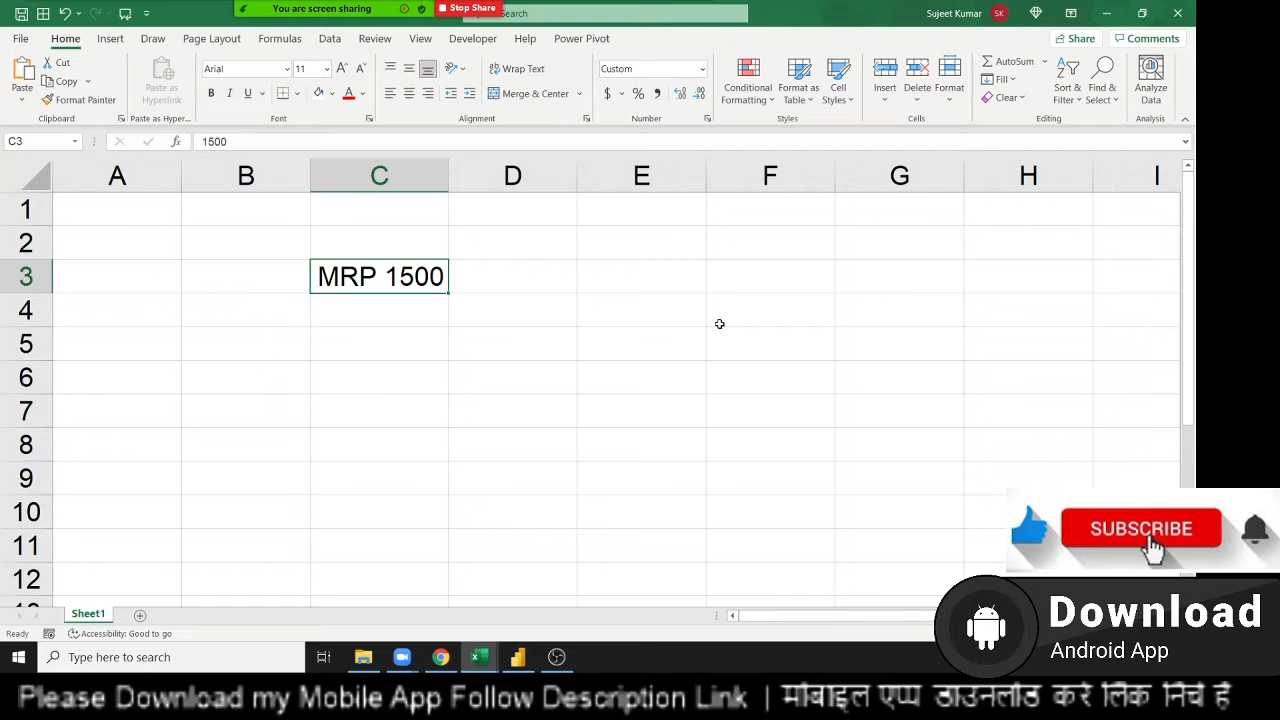 You are screen sharing
Stop Share
Search
Sujeet Kumar
SK
File Home Insert Draw Page Layout Formulas Data Review View Developer Help Power Pivot
Share
Comments
Paste
Cut
Copy
Format Painter
Clipboard
Paste as Hyperlink
Paste as Hyper...
Arial
11
B I U
Font
Wrap Text
Merge & Center
Alignment
Custom
$ % ,
Number
Conditional Formatting
Format as Table
Cell Styles
Styles
Insert
Delete
Format
Cells
AutoSum
Fill
Clear
Sort & Filter
Find & Select
Editing
Analyze Data
Analysis
C3
fx
1500
A B C D E F G H I
1
2
3 MRP 1500
4
5
6
7
8
9
10
11
12
SUBSCRIBE
Download
Android App
Sheet1
Ready
Accessibility: Good to go
Type here to search
Please Download my Mobile App Follow Description Link | मोबाइल एप्प डाउनलोड करे लिंक निचे है